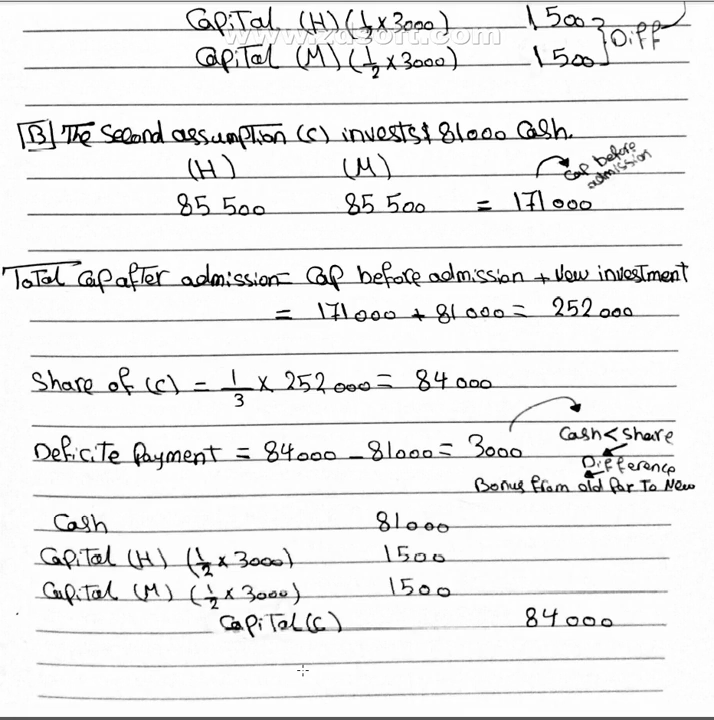 Capital (H) (1/2 x 3000) 1500
www.zdsoft.com
Capital (M) (1/2 x 3000) 1500 } Diff
[B] The Second assumption (C) invests $ 81000 Cash.
(H) (M) Cap before admission
85 500 85 500 = 171 000
Total Cap after admission = Cap before admission + New investment
= 171 000 + 81 000 = 252 000
Share of (C) = 1/3 x 252 000 = 84 000
Cash < share
Deficite Payment = 84000 - 81000 = 3000
Difference
Bonus from old par To New
Cash 81000
Capital (H) (1/2 x 3000) 1500
Capital (M) (1/2 x 3000) 1500
Capital (C) 84 000